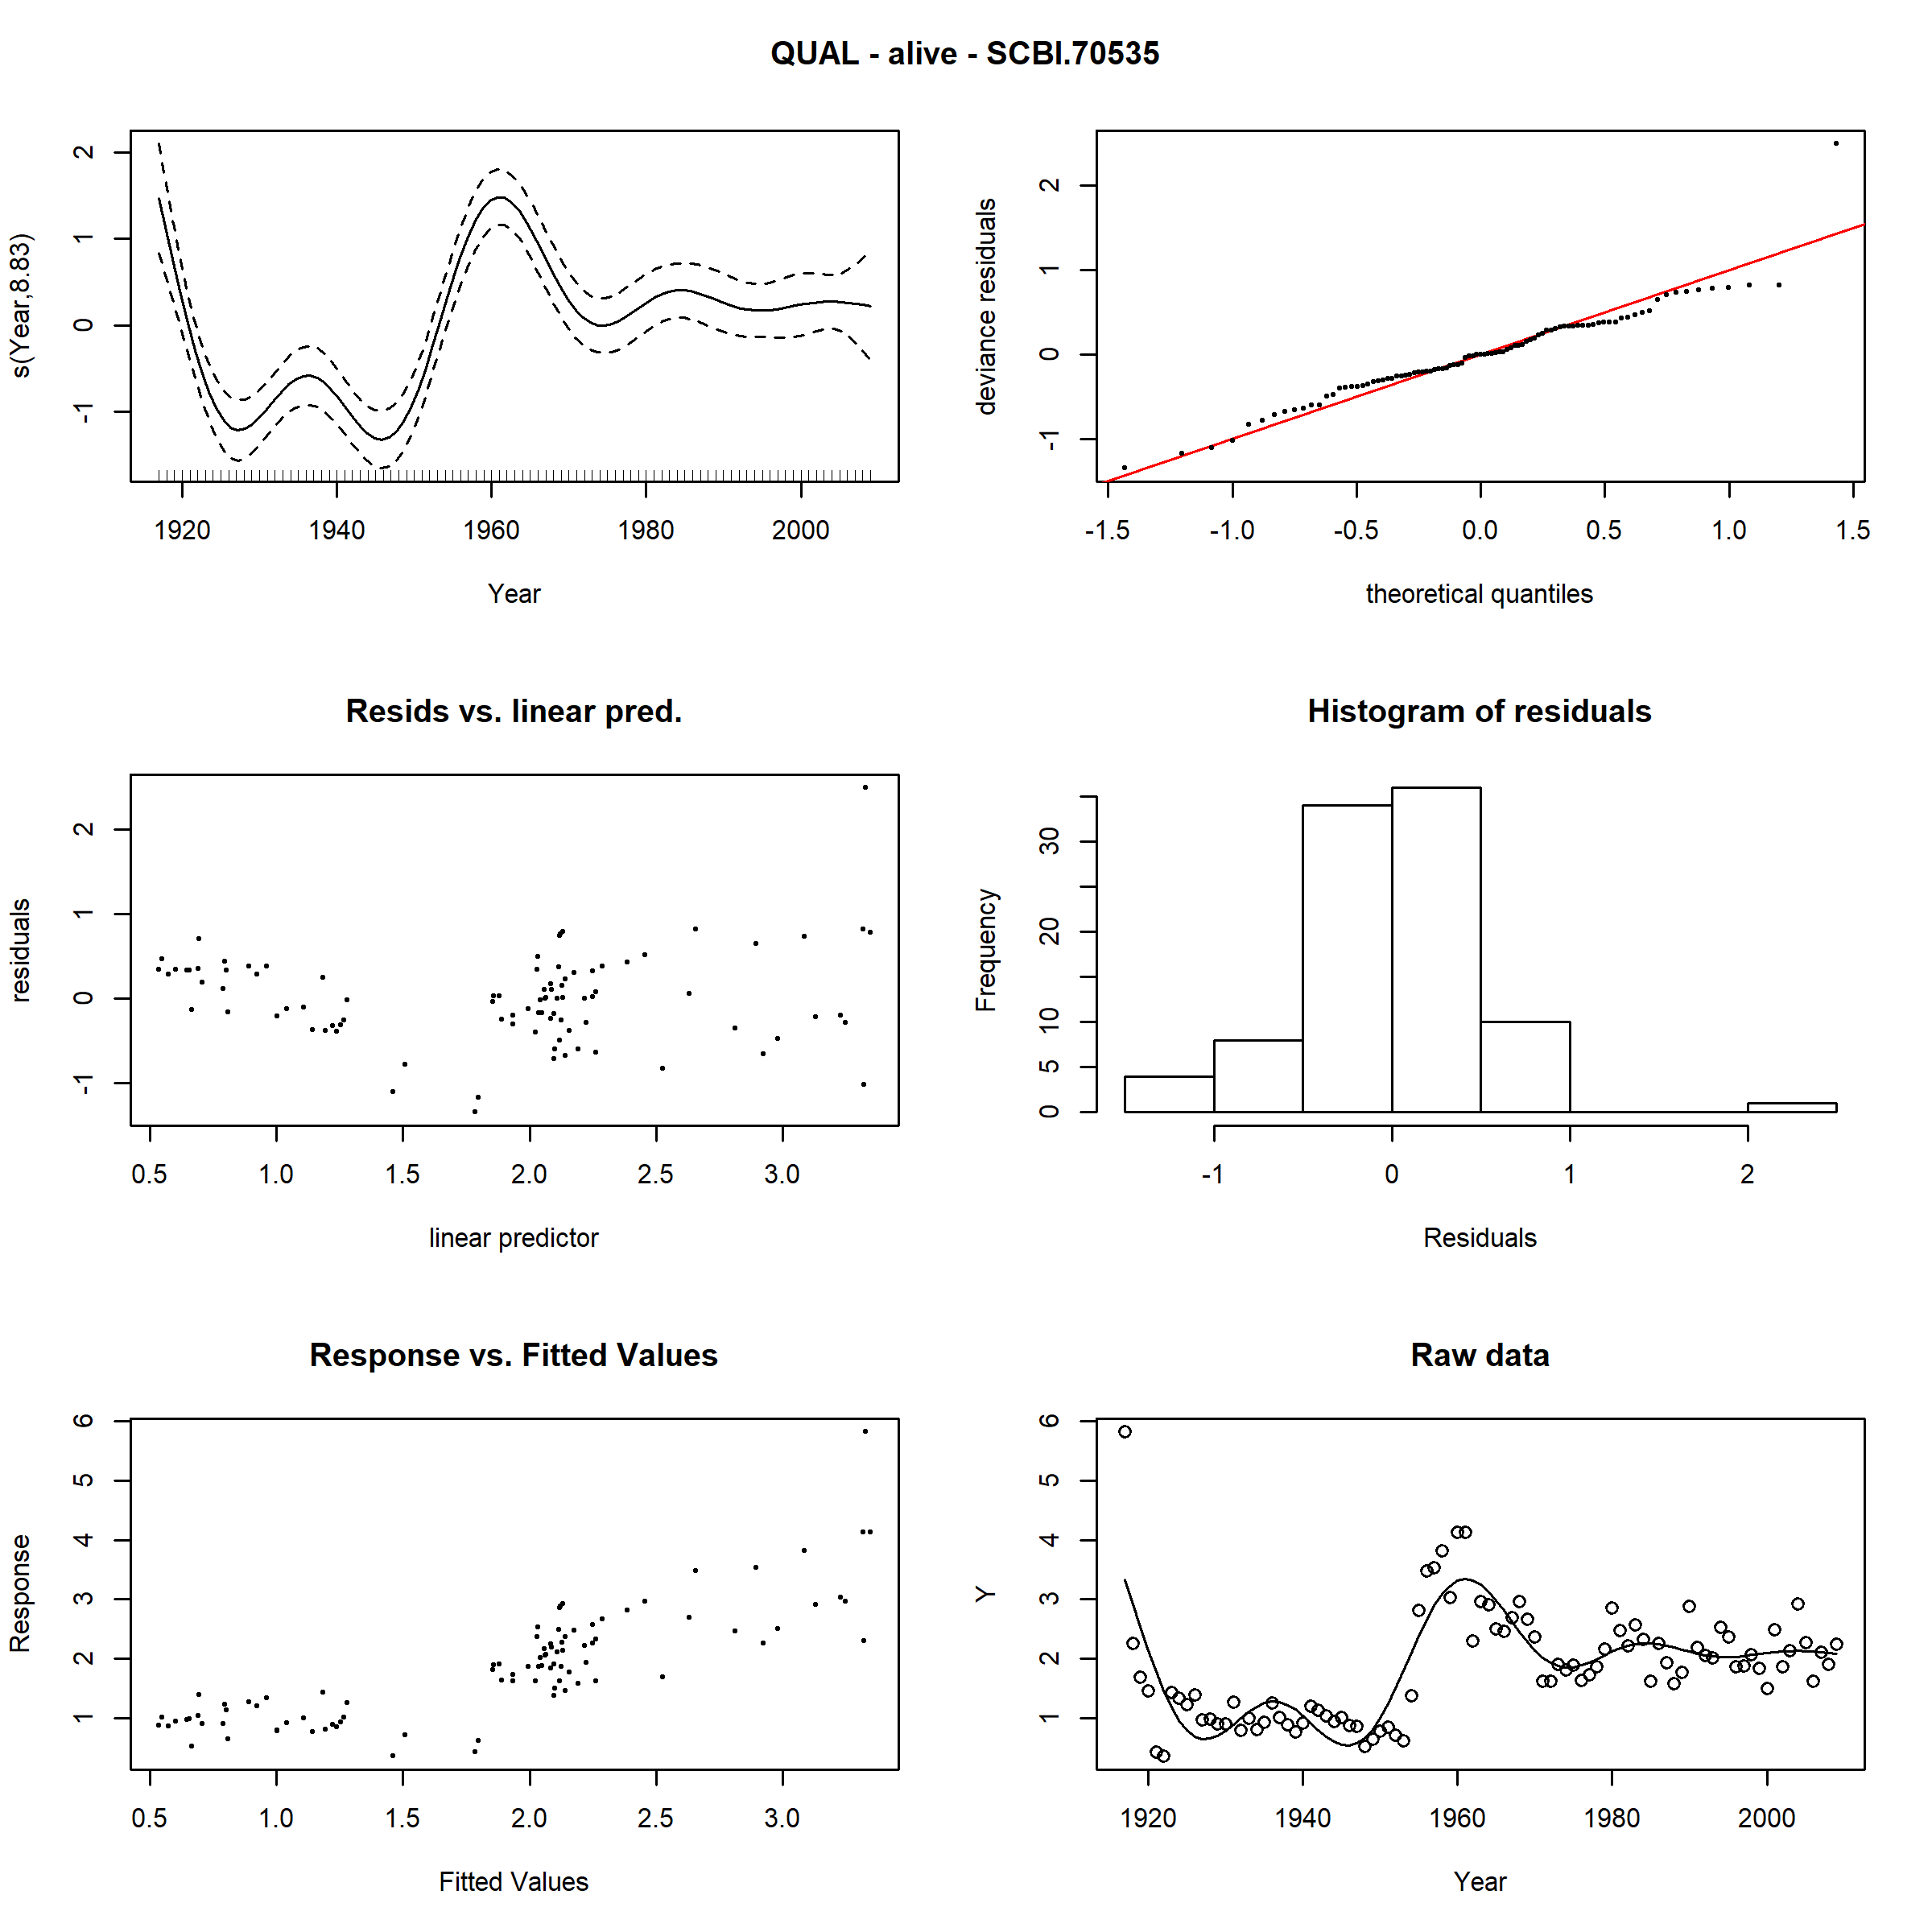 QUAL - alive - SCBI.70535
s(Year,8.83)
2
1
0
-1
1920 1940 1960 1980 2000
Year
deviance residuals
2
1
0
-1
-1.5 -1.0 -0.5 0.0 0.5 1.0 1.5
theoretical quantiles
Resids vs. linear pred.
residuals
2
1
0
-1
0.5 1.0 1.5 2.0 2.5 3.0
linear predictor
Histogram of residuals
Frequency
30
20
10
5
0
-1 0 1 2
Residuals
Response vs. Fitted Values
Response
6
5
4
3
2
1
0.5 1.0 1.5 2.0 2.5 3.0
Fitted Values
Raw data
Y
6
5
4
3
2
1
1920 1940 1960 1980 2000
Year